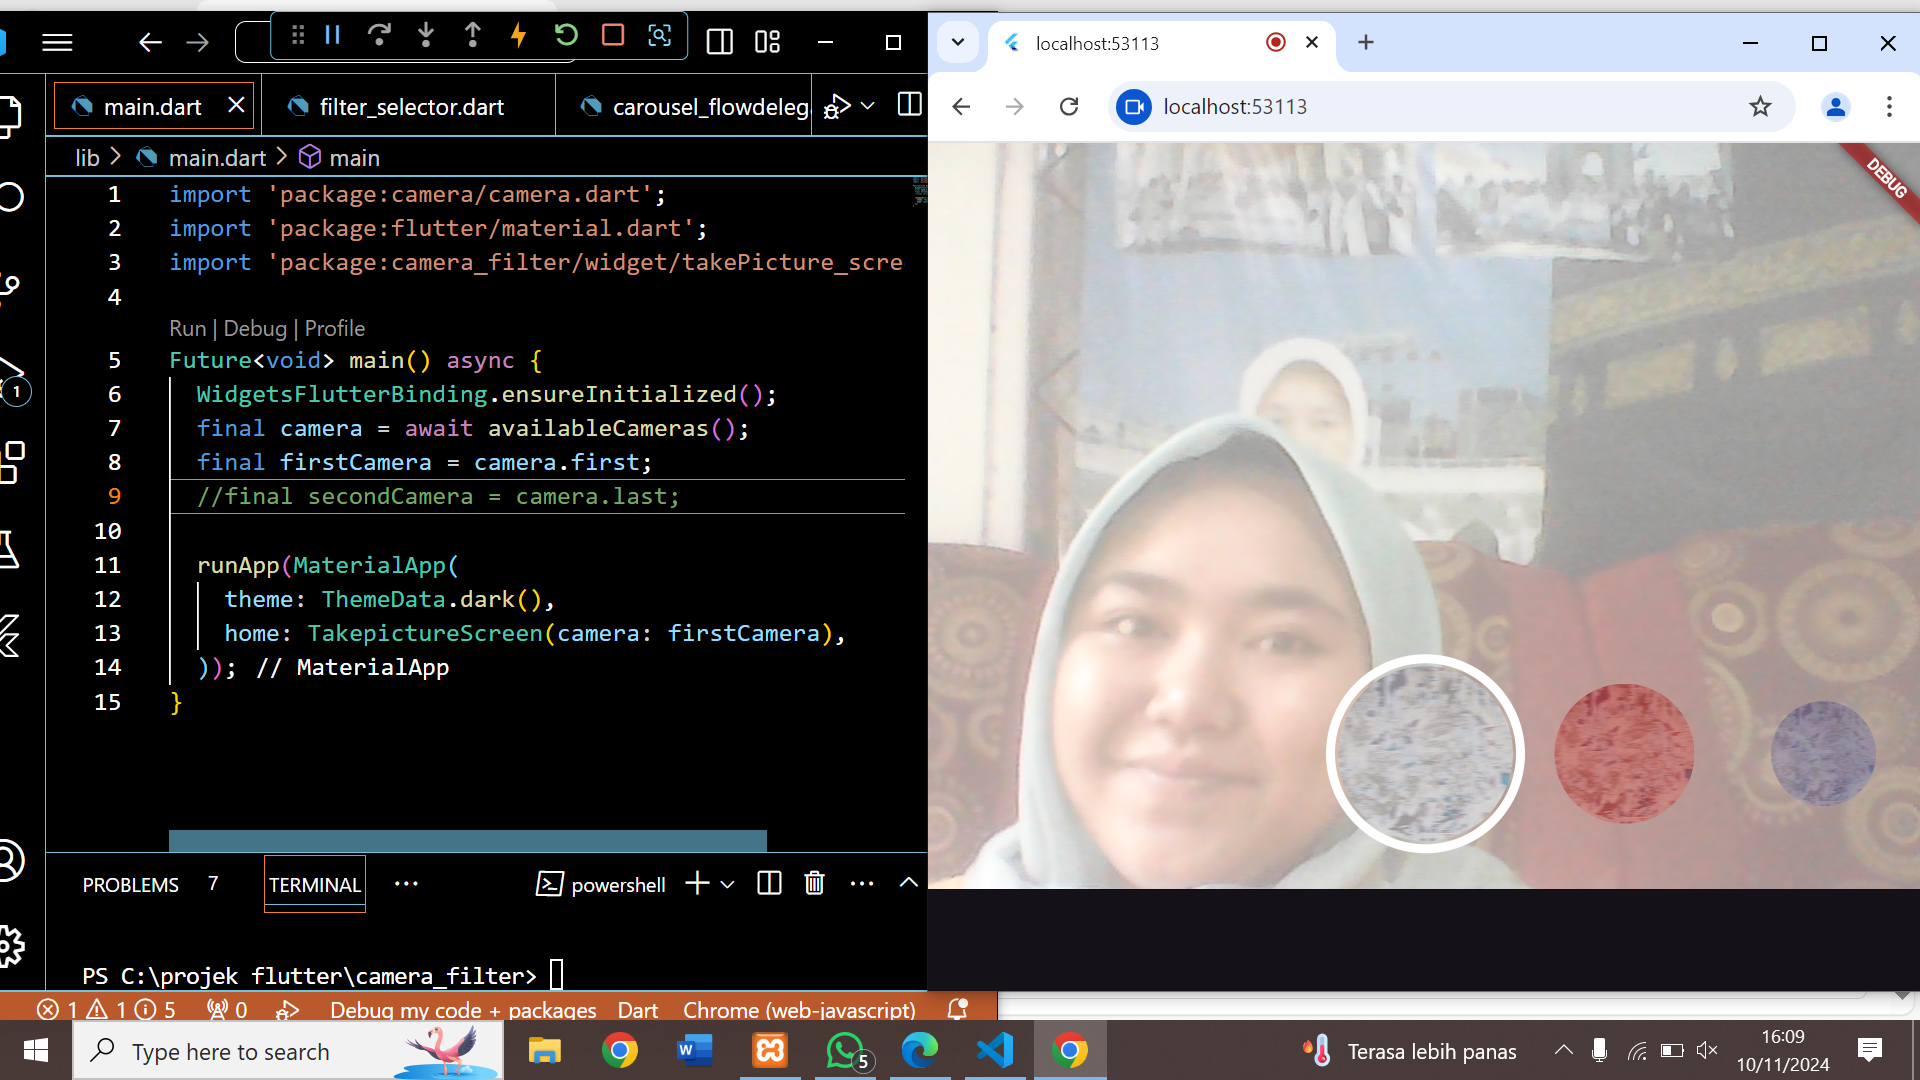 localhost:53113
main.dart
filter_selector.dart
carousel_flowdeleg
localhost:53113
lib > main.dart > main
1 import 'package:camera/camera.dart';
2 import 'package:flutter/material.dart';
3 import 'package:camera_filter/widget/takePicture_scre
4
Run | Debug | Profile
5 Future<void> main() async {
6 WidgetsFlutterBinding.ensureInitialized();
7 final camera = await availableCameras();
8 final firstCamera = camera.first;
9 //final secondCamera = camera.last;
10
11 runApp(MaterialApp(
12 theme: ThemeData.dark(),
13 home: TakepictureScreen(camera: firstCamera),
14 )); // MaterialApp
15 }
DEBUG
1
PROBLEMS 7 TERMINAL ··· powershell
PS C:\projek flutter\camera_filter>
1 1 5 0 Debug my code + packages Dart Chrome (web-javascript)
Type here to search
W
5
Terasa lebih panas
16:09
10/11/2024